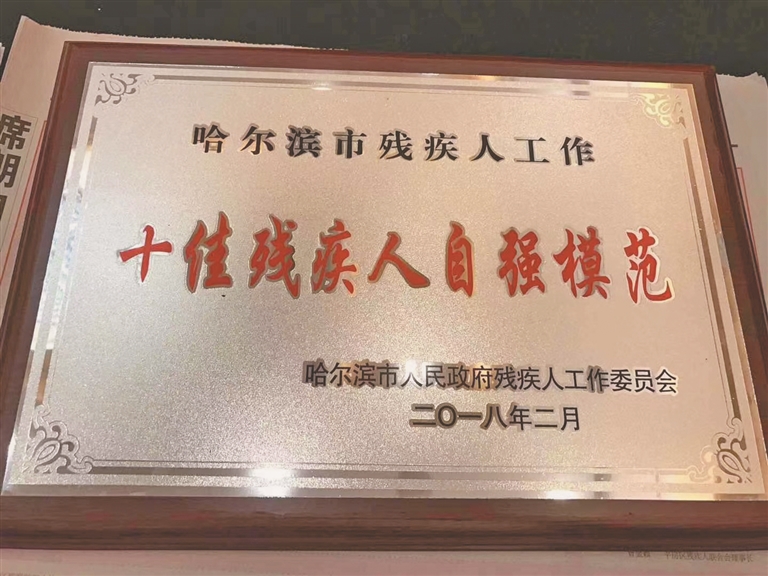 哈尔滨市残疾人工作
十佳残疾人自强模范
哈尔滨市人民政府残疾人工作委员会
二〇一八年二月